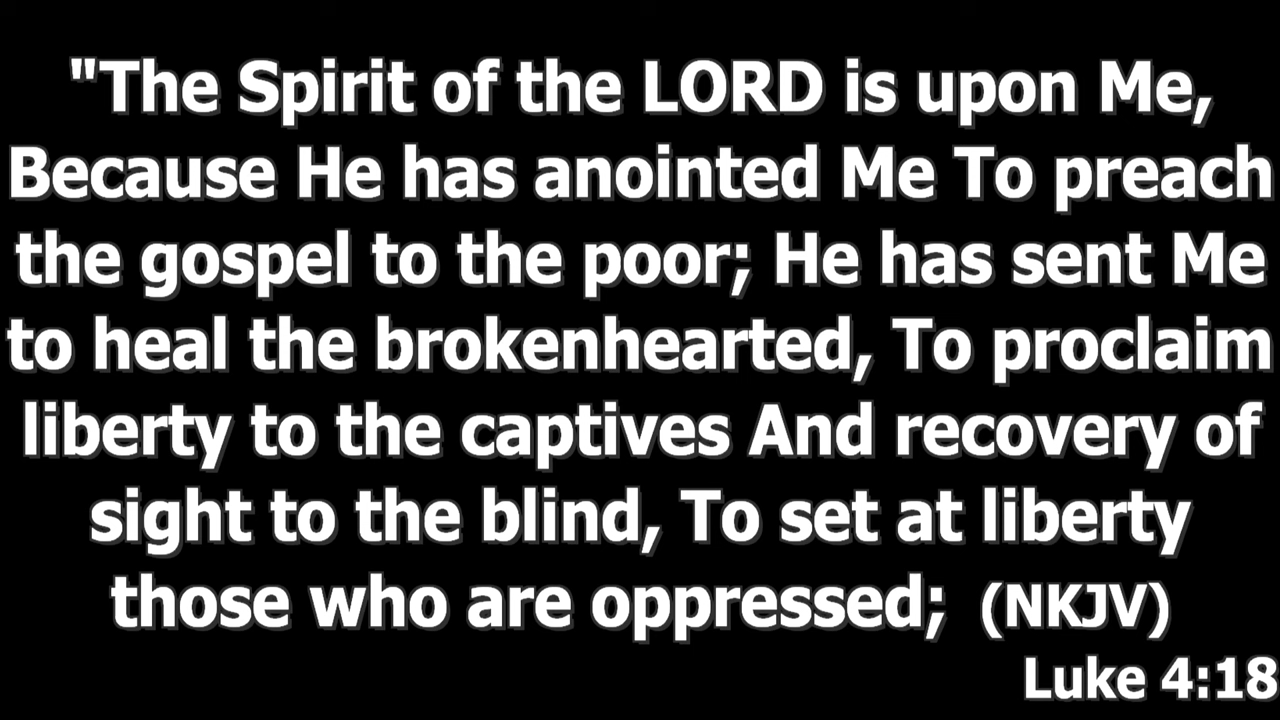 "The Spirit of the LORD is upon Me,
Because He has anointed Me To preach
the gospel to the poor; He has sent Me
to heal the brokenhearted, To proclaim
liberty to the captives And recovery of
sight to the blind, To set at liberty
those who are oppressed; (NKJV)
Luke 4:18